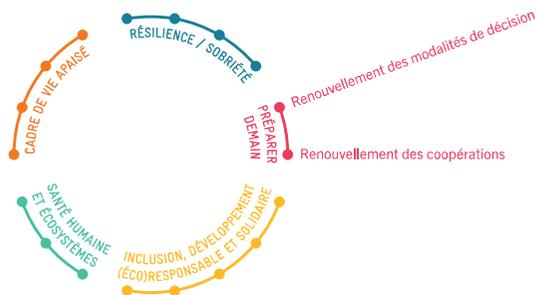 RÉSILIENCE / SOBRIÉTÉ
CADRE DE VIE APAISÉ
PRÉPARER
DEMAIN
Renouvellement des modalités de décision
Renouvellement des coopérations
SANTÉ HUMAINE
ET ÉCOSYSTÈMES
INCLUSION, DÉVELOPPEMENT
(ÉCO)RESPONSABLE ET SOLIDAIRE